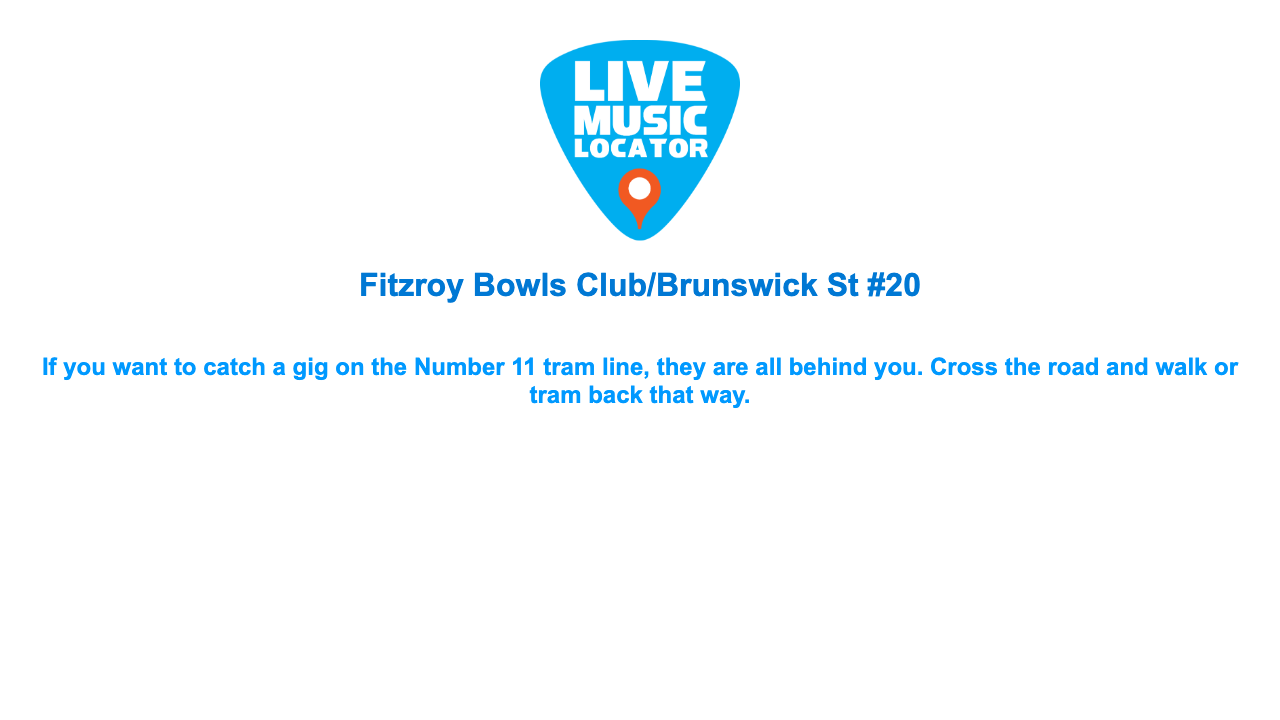 LIVE
MUSIC
LOCATOR
Fitzroy Bowls Club/Brunswick St #20
If you want to catch a gig on the Number 11 tram line, they are all behind you. Cross the road and walk or
tram back that way.